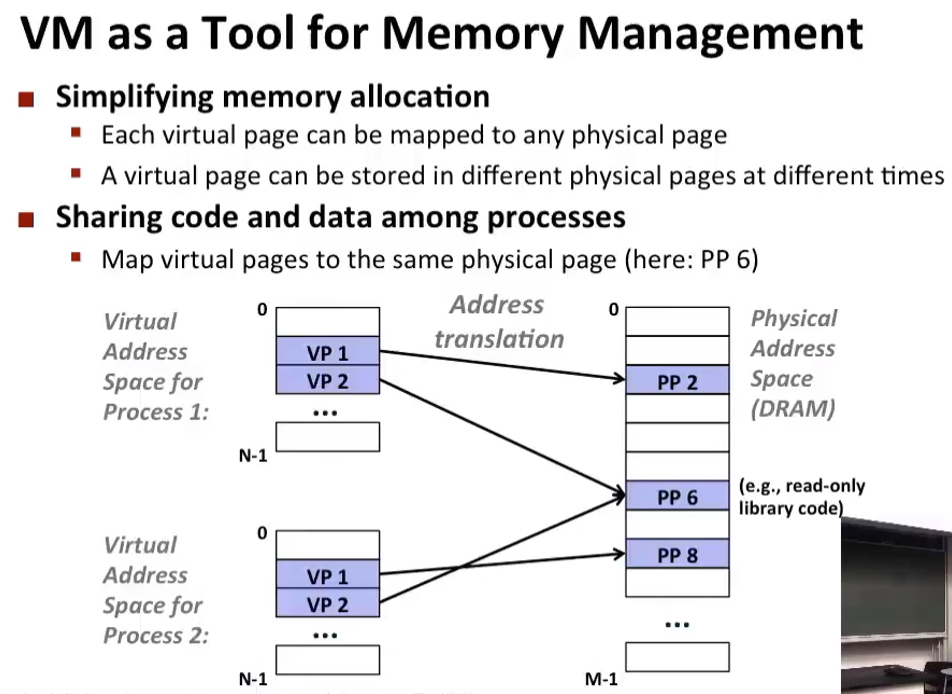 VM as a Tool for Memory Management
Simplifying memory allocation
Each virtual page can be mapped to any physical page
A virtual page can be stored in different physical pages at different times
Sharing code and data among processes
Map virtual pages to the same physical page (here: PP 6)
Virtual
Address
Space for
Process 1:
0
VP 1
VP 2
...
N-1
Address
translation
0
PP 2
PP 6
PP 8
...
M-1
Physical
Address
Space
(DRAM)
(e.g., read-only
library code)
Virtual
Address
Space for
Process 2:
0
VP 1
VP 2
...
N-1